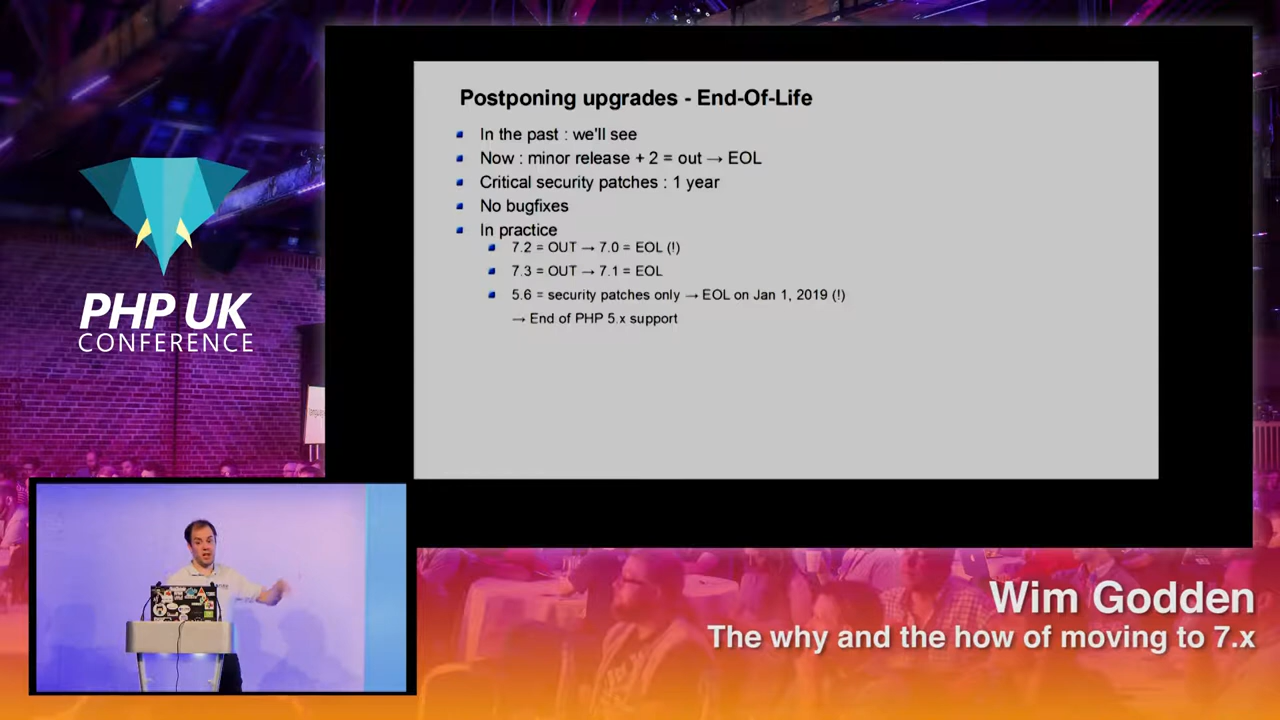 PHP UK
CONFERENCE
Postponing upgrades - End-Of-Life
In the past : we'll see
Now : minor release + 2 = out → EOL
Critical security patches : 1 year
No bugfixes
In practice
7.2 = OUT → 7.0 = EOL (!)
7.3 = OUT → 7.1 = EOL
5.6 = security patches only → EOL on Jan 1, 2019 (!)
→ End of PHP 5.x support
Wim Godden
The why and the how of moving to 7.x